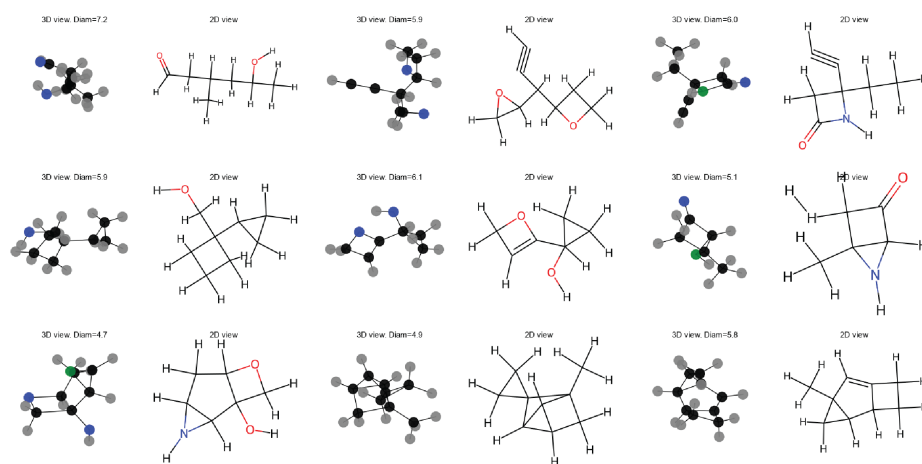 3D view. Diam=7.2 2D view 3D view. Diam=5.9 2D view 3D view. Diam=6.0 2D view
O H O H H H H H H H H H H H H
H O H H H H H O H H H H
H H H H H H H H H H O N H
3D view. Diam=5.9 2D view 3D view. Diam=6.1 2D view 3D view. Diam=5.1 2D view
H O H H H H H H H H H H H H
O H H H H H H H O H
H H O H H H H H N H
3D view. Diam=4.7 2D view 3D view. Diam=4.9 2D view 3D view. Diam=5.8 2D view
H H O H H H H O H N H
H H H H H H H H H H H H
H H H H H H H H H H H H